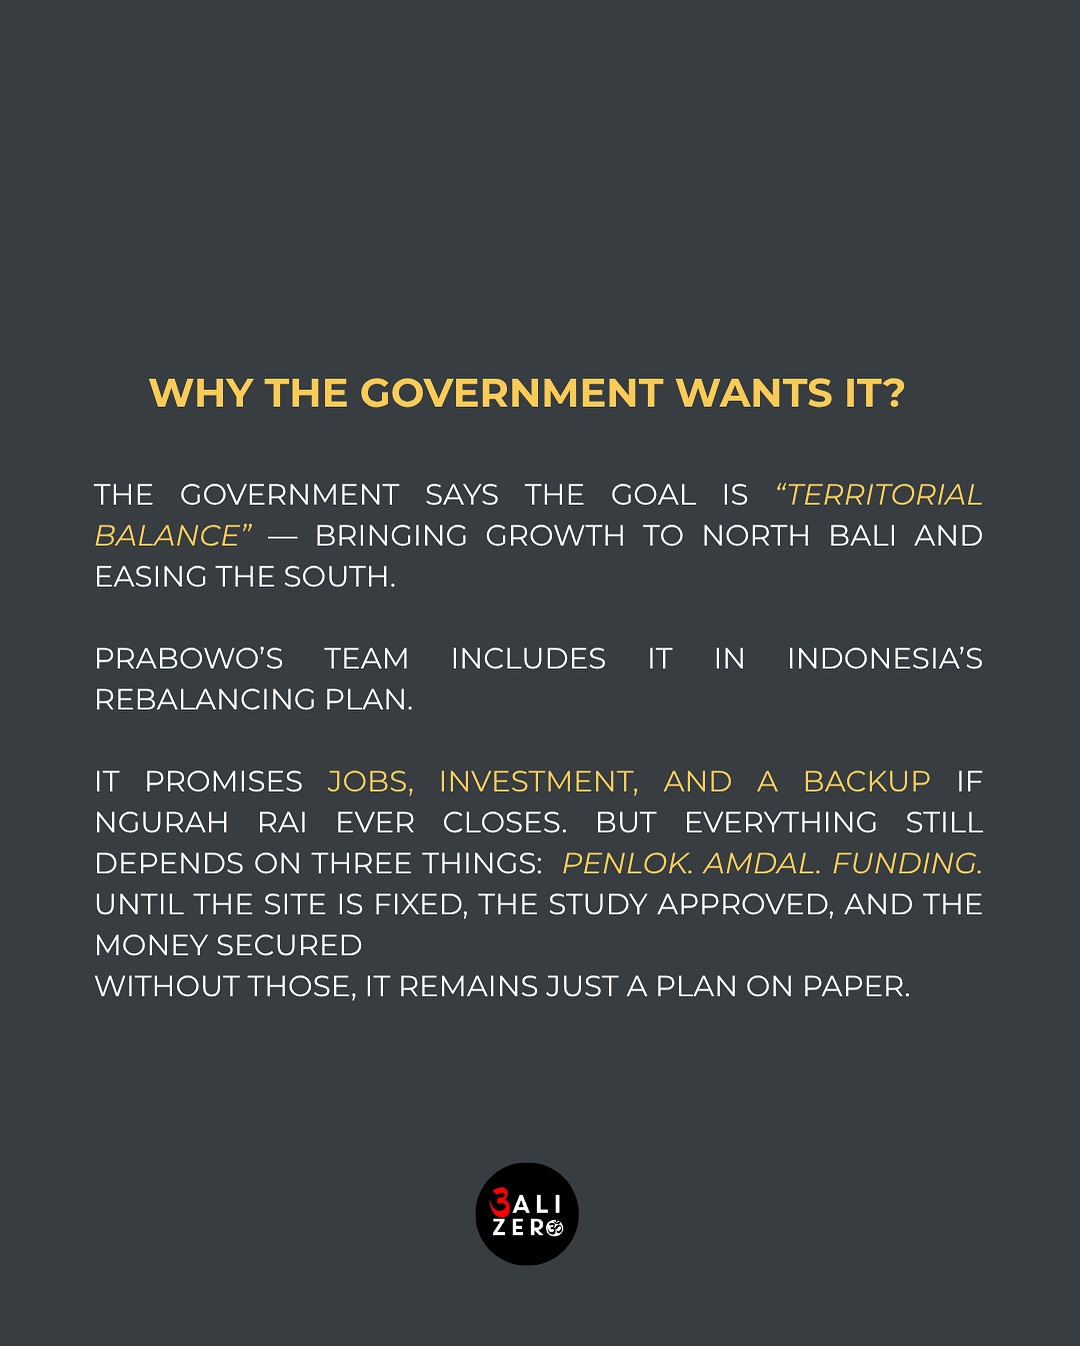 WHY THE GOVERNMENT WANTS IT?
THE GOVERNMENT SAYS THE GOAL IS “TERRITORIAL
BALANCE” — BRINGING GROWTH TO NORTH BALI AND
EASING THE SOUTH.
PRABOWO’S TEAM INCLUDES IT IN INDONESIA’S
REBALANCING PLAN.
IT PROMISES JOBS, INVESTMENT, AND A BACKUP IF
NGURAH RAI EVER CLOSES. BUT EVERYTHING STILL
DEPENDS ON THREE THINGS: PENLOK. AMDAL. FUNDING.
UNTIL THE SITE IS FIXED, THE STUDY APPROVED, AND THE
MONEY SECURED
WITHOUT THOSE, IT REMAINS JUST A PLAN ON PAPER.
3ALI
ZERO